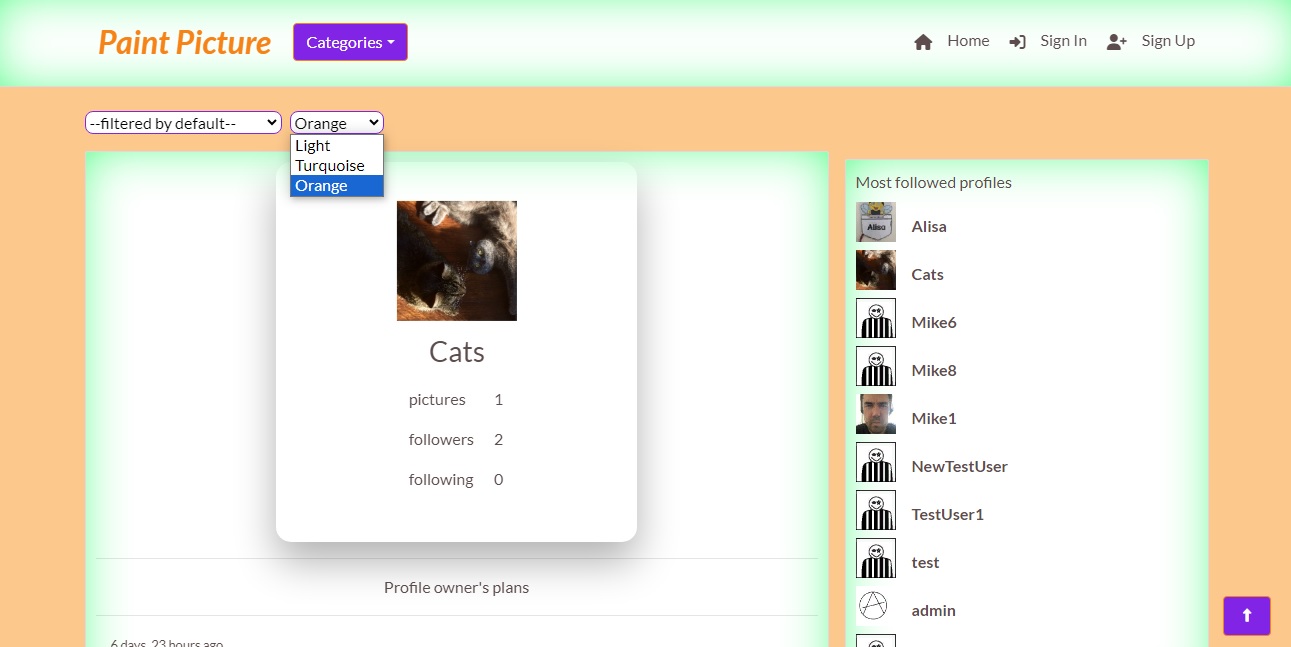 Paint Picture
Categories
Home
Sign In
Sign Up
--filtered by default--
Orange
Light
Turquoise
Orange
Cats
pictures 1
followers 2
following 0
Profile owner's plans
6 days, 23 hours ago
Most followed profiles
Alisa
Alisa
Cats
Mike6
Mike8
Mike1
NewTestUser
TestUser1
test
admin